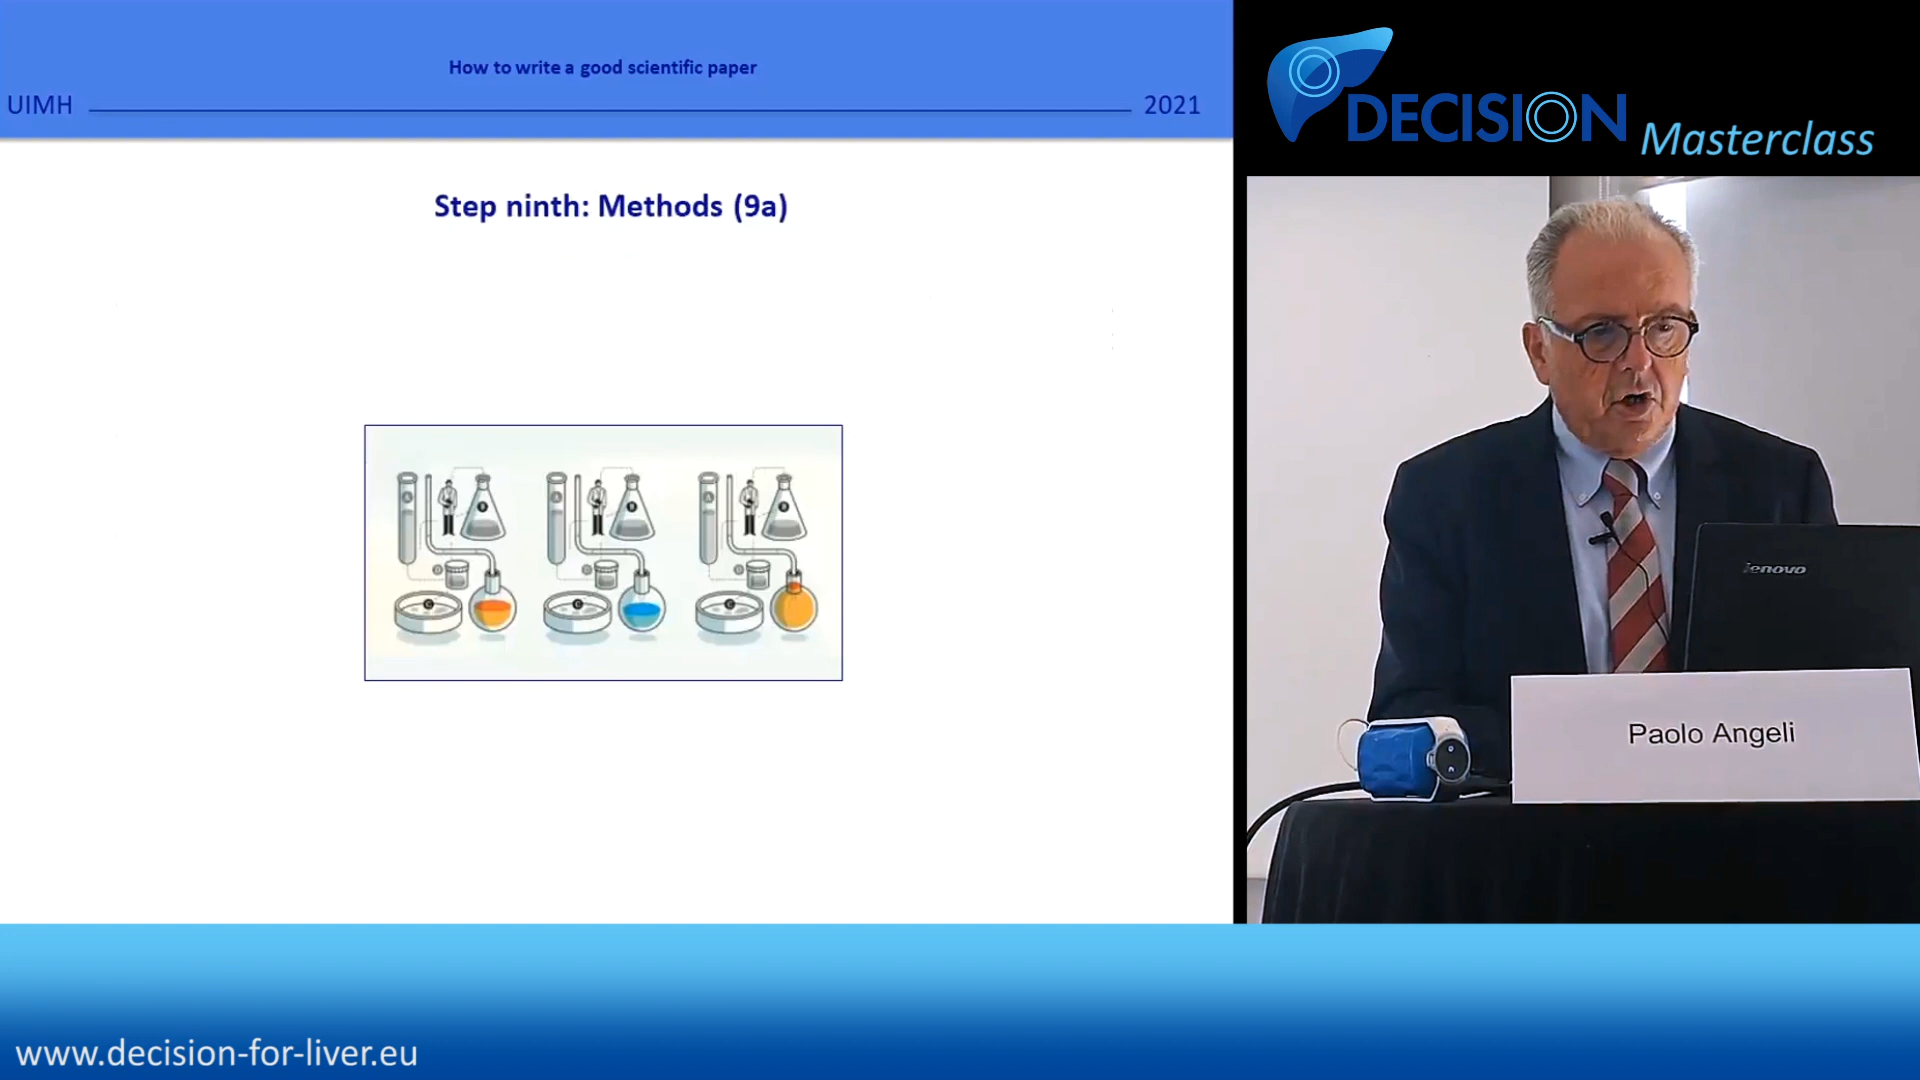 How to write a good scientific paper
UIMH
2021
Step ninth: Methods (9a)
A
B
C
A
B
C
A
B
C
DECISION
Masterclass
lenovo
Paolo Angeli
www.decision-for-liver.eu